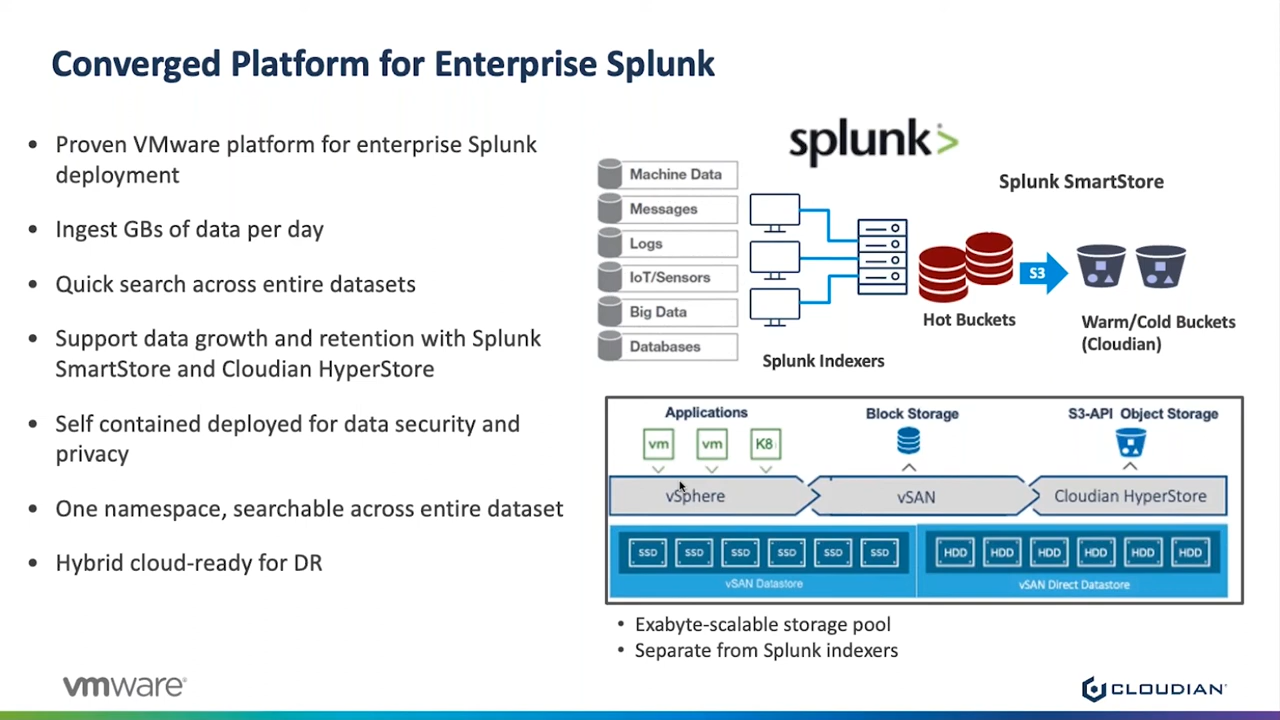 Converged Platform for Enterprise Splunk
• Proven VMware platform for enterprise Splunk
deployment
• Ingest GBs of data per day
• Quick search across entire datasets
• Support data growth and retention with Splunk
SmartStore and Cloudian HyperStore
• Self contained deployed for data security and
privacy
• One namespace, searchable across entire dataset
• Hybrid cloud-ready for DR
splunk>
Splunk SmartStore
Machine Data
Messages
Logs
IoT/Sensors
Big Data
Databases
Splunk Indexers
Hot Buckets
S3
Warm/Cold Buckets
(Cloudian)
Applications
Block Storage
S3-API Object Storage
vm vm K8
vSphere
vSAN
Cloudian HyperStore
SSD SSD SSD SSD SSD SSD
HDD HDD HDD HDD HDD HDD
vSAN Datastore
vSAN Direct Datastore
• Exabyte-scalable storage pool
• Separate from Splunk indexers
vmware®
CLOUDIAN